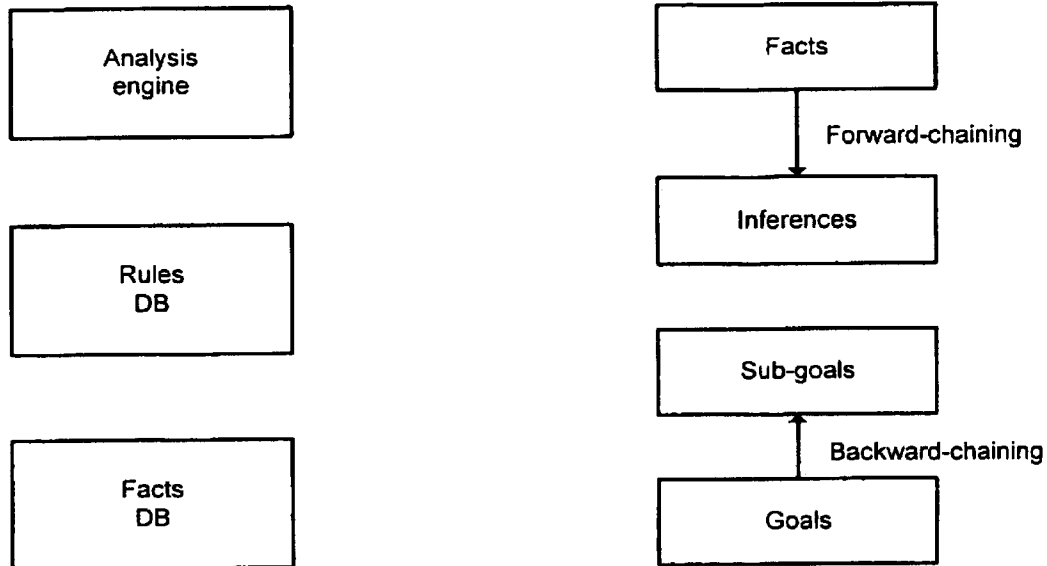 Analysis
engine
Rules
DB
Facts
DB
Facts
Forward-chaining
Inferences
Sub-goals
Backward-chaining
Goals